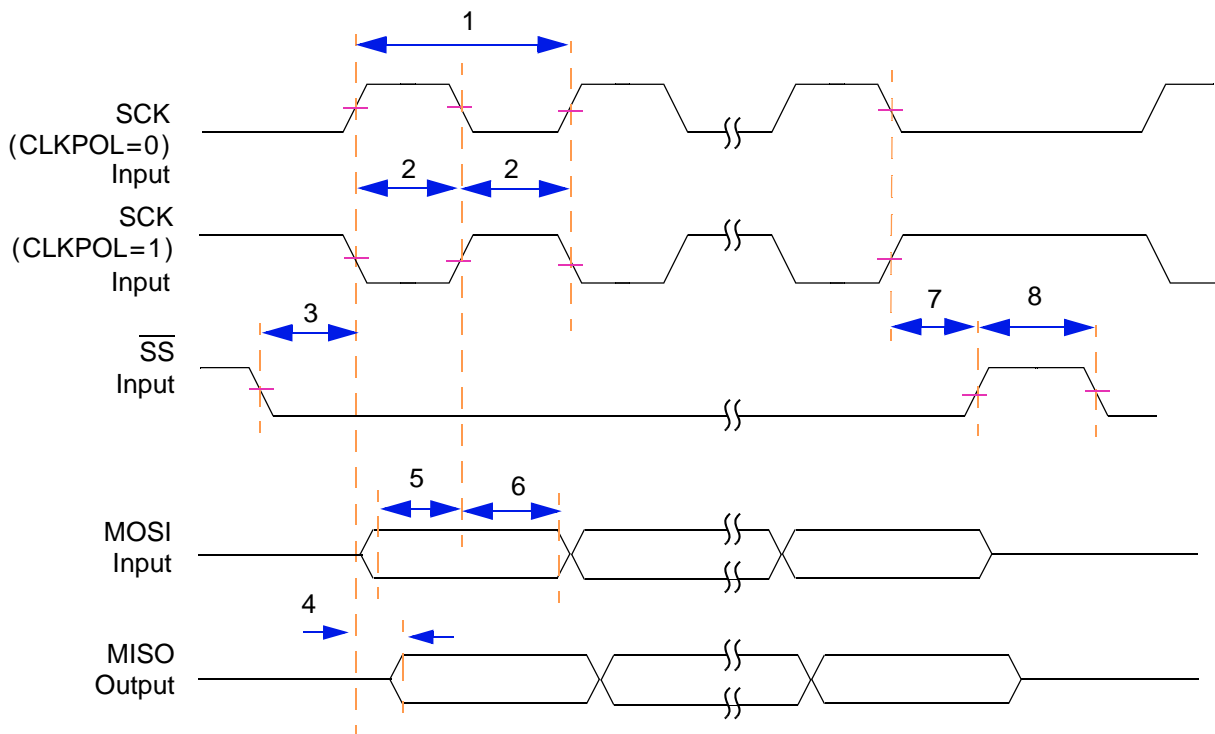 1
SCK
(CLKPOL=0)
Input
2
2
SCK
(CLKPOL=1)
Input
3
7
8
SS
Input
5
6
MOSI
Input
4
MISO
Output